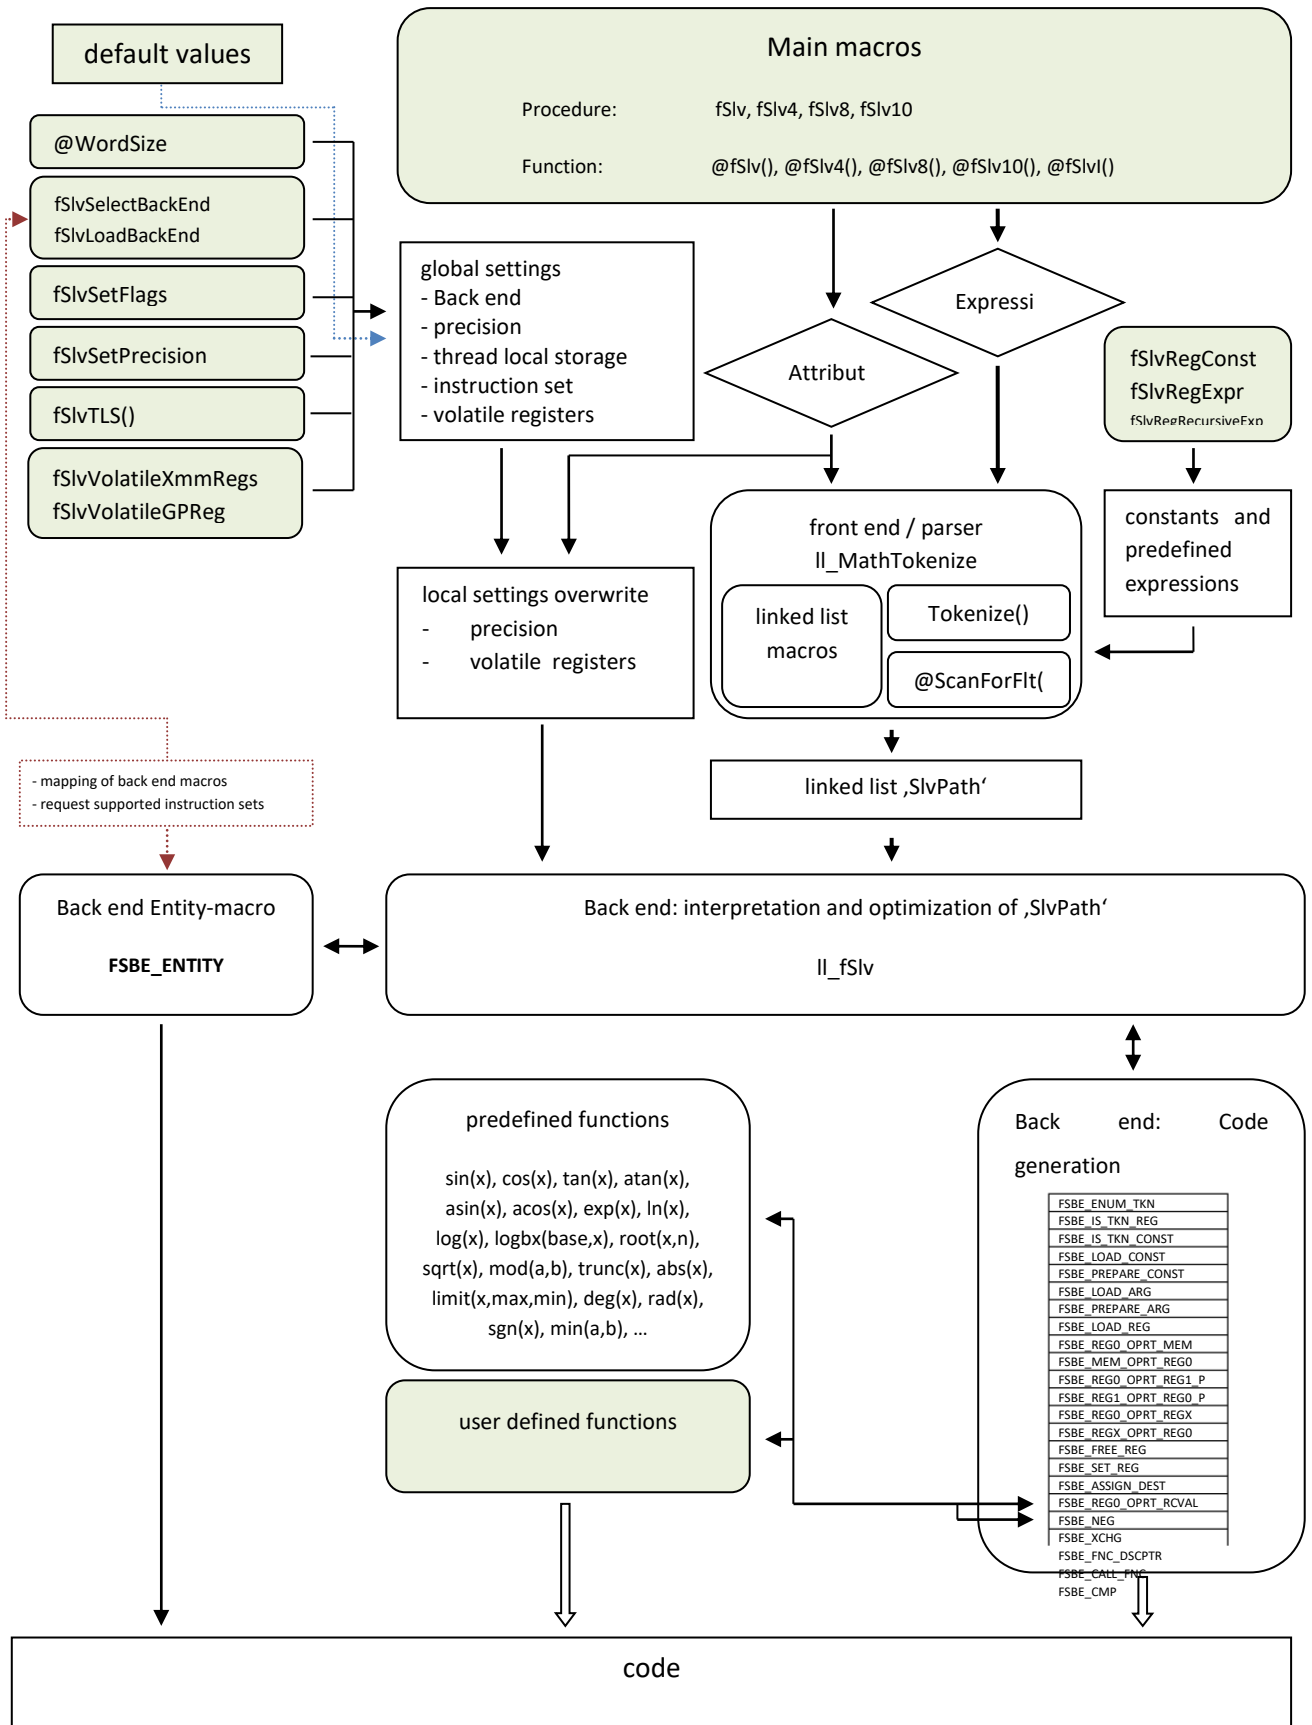 default values
Main macros
Procedure: fSlv, fSlv4, fSlv8, fSlv10
Function: @fSlv(), @fSlv4(), @fSlv8(), @fSlv10(), @fSlvI()
@WordSize
fSlvSelectBackEnd
fSlvLoadBackEnd
fSlvSetFlags
fSlvSetPrecision
fSlvTLS()
fSlvVolatileXmmRegs
fSlvVolatileGPReg
global settings
- Back end
- precision
- thread local storage
- instruction set
- volatile registers
Expressi
Attribut
fSlvRegConst
fSlvRegExpr
fSlvRegRecursiveExp
constants and
predefined
expressions
front end / parser
ll_MathTokenize
linked list
macros
Tokenize()
@ScanForFlt(
local settings overwrite
- precision
- volatile registers
linked list ‚SlvPath‘
- mapping of back end macros
- request supported instruction sets
Back end Entity-macro
FSBE_ENTITY
Back end: interpretation and optimization of ‚SlvPath‘
ll_fSlv
predefined functions
sin(x), cos(x), tan(x), atan(x),
asin(x), acos(x), exp(x), ln(x),
log(x), logbx(base,x), root(x,n),
sqrt(x), mod(a,b), trunc(x), abs(x),
limit(x,max,min), deg(x), rad(x),
sgn(x), min(a,b), ...
user defined functions
Back end: Code
generation
FSBE_ENUM_TKN
FSBE_IS_TKN_REG
FSBE_IS_TKN_CONST
FSBE_LOAD_CONST
FSBE_PREPARE_CONST
FSBE_LOAD_ARG
FSBE_PREPARE_ARG
FSBE_LOAD_REG
FSBE_REG0_OPRT_MEM
FSBE_MEM_OPRT_REG0
FSBE_REG0_OPRT_REG1_P
FSBE_REG1_OPRT_REG0_P
FSBE_REG0_OPRT_REGX
FSBE_REGX_OPRT_REG0
FSBE_FREE_REG
FSBE_SET_REG
FSBE_ASSIGN_DEST
FSBE_REG0_OPRT_RCVAL
FSBE_NEG
FSBE_XCHG
FSBE_FNC_DSCPTR
FSBE_CALL_FNC
FSBE_CMP
code